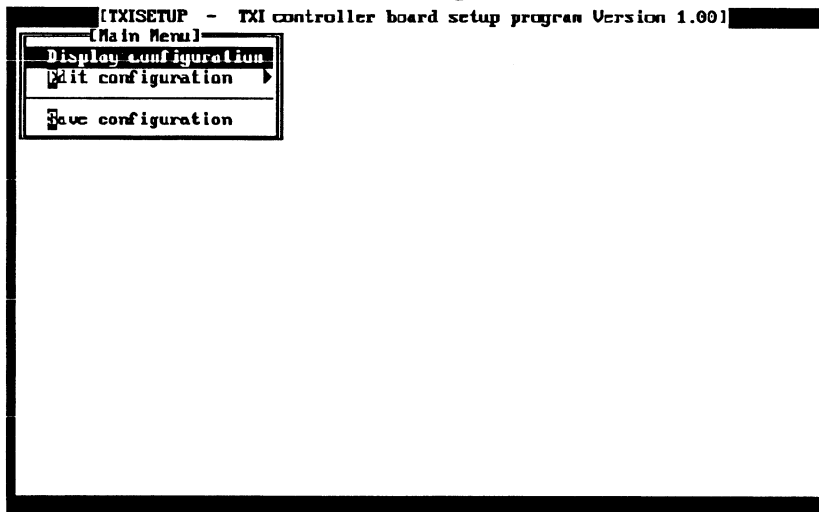 [TXISETUP - TXI controller board setup program Version 1.00]
[Main Menu]
Display configuration
Edit configuration ►
Save configuration